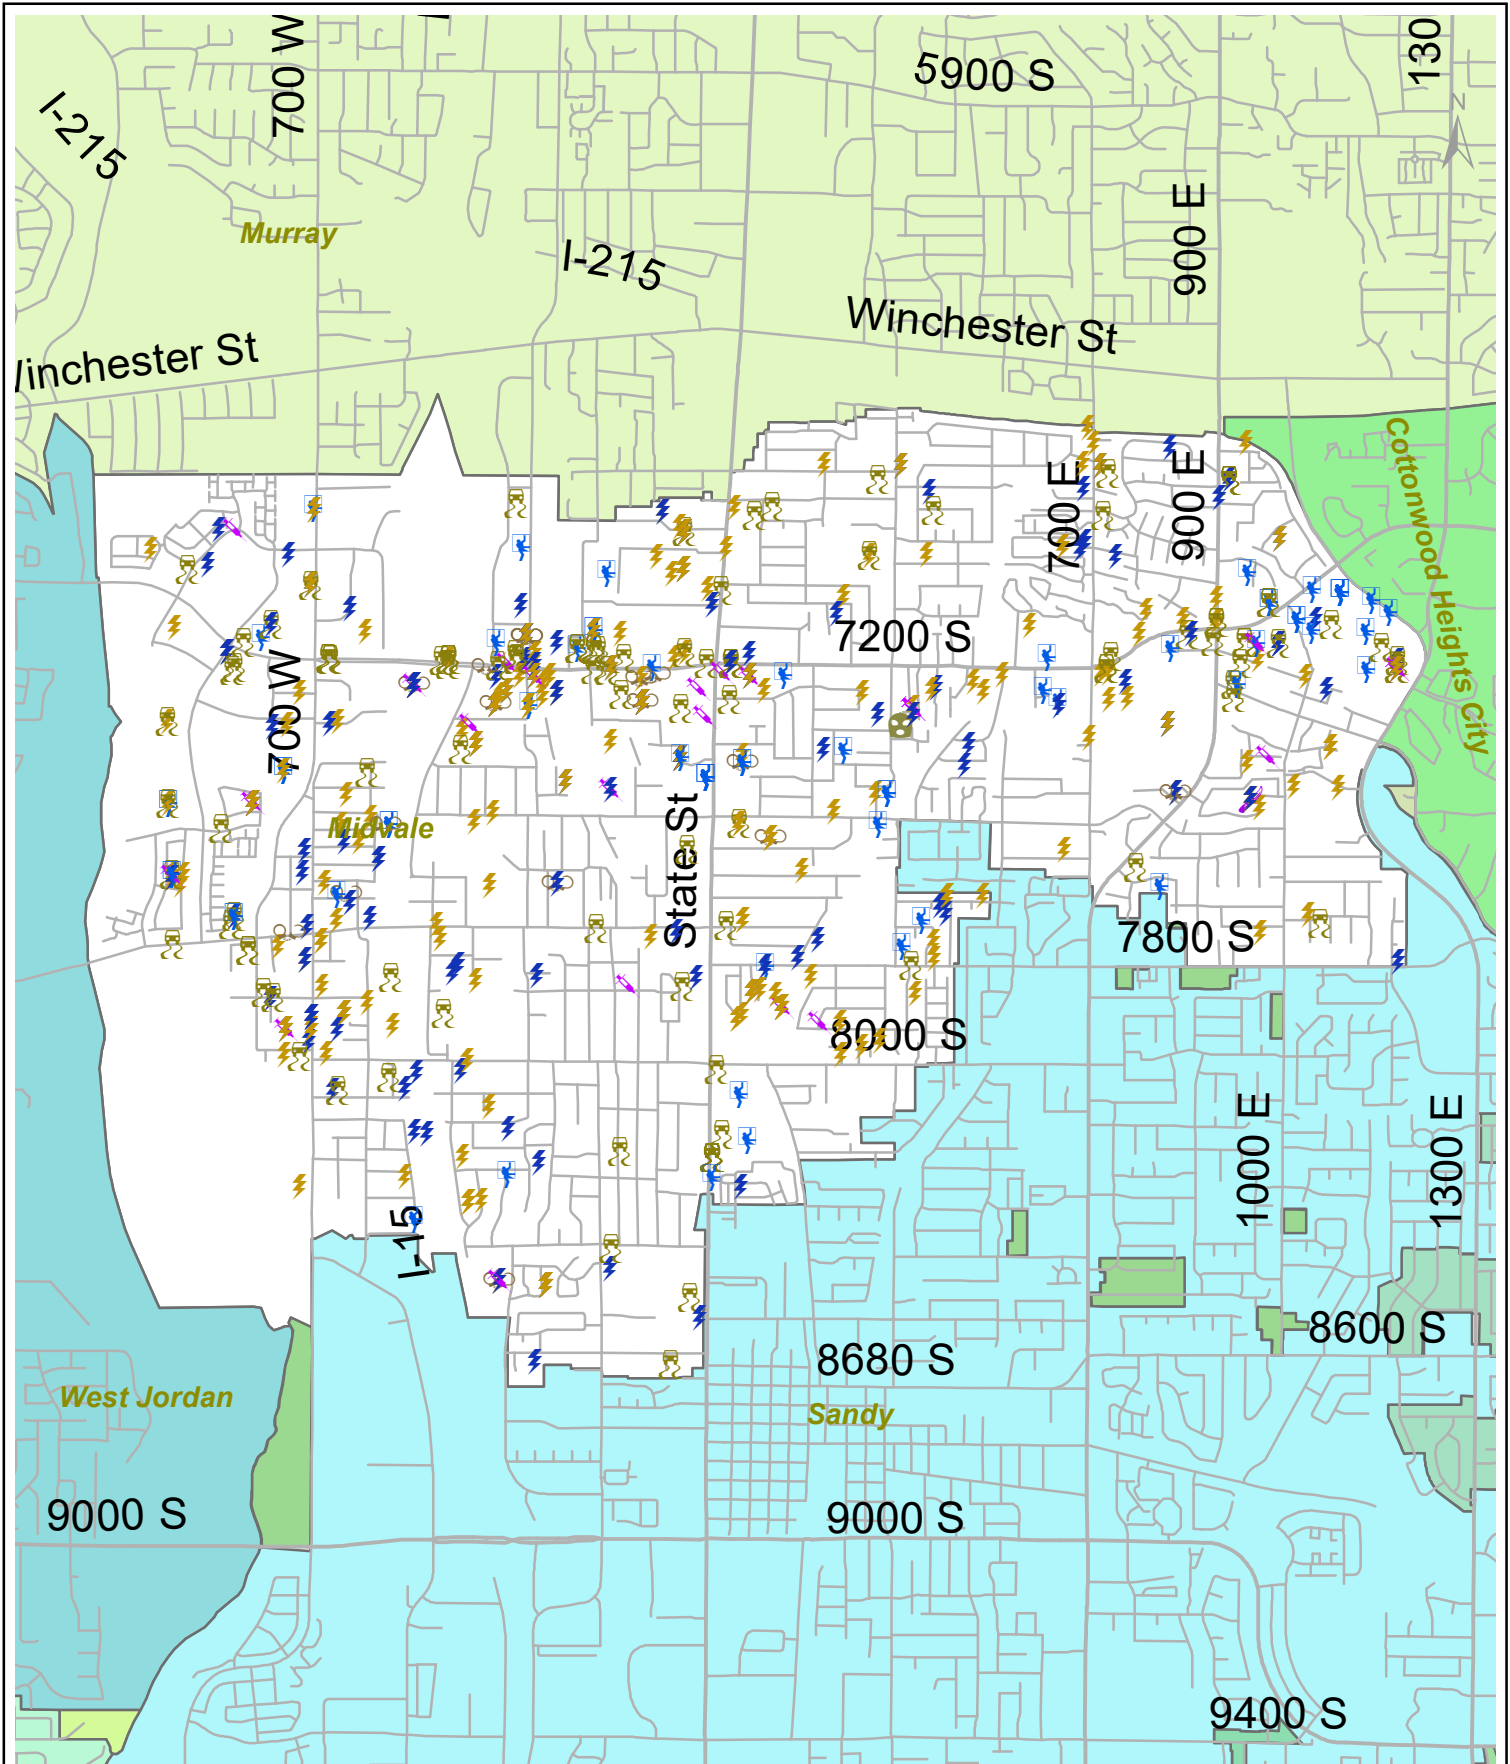 700 W
130
5900 S
I-215
N
900 E
Murray
I-215
Winchester St
Winchester St
Cottonwood Heights City
700 E
900 E
7200 S
700 W
Midvale
State St
7800 S
8000 S
1000 E
1300 E
I-15
8600 S
8680 S
West Jordan
Sandy
9000 S
9000 S
9400 S